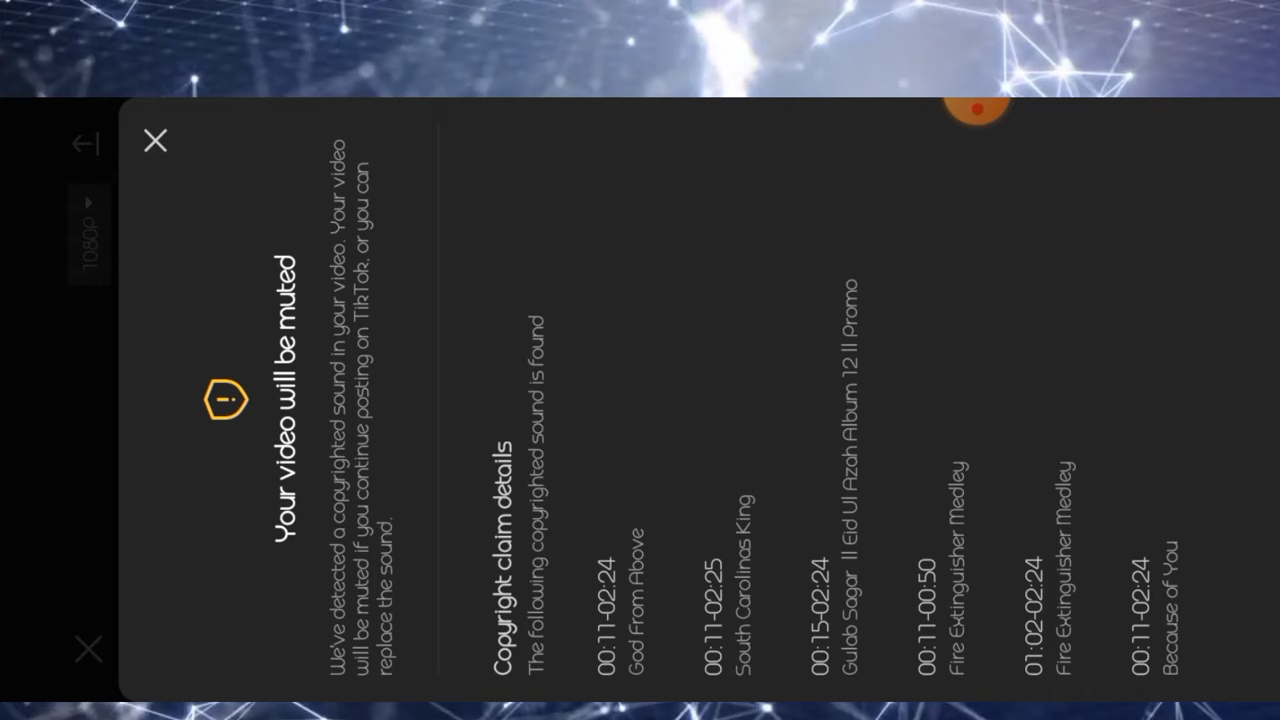 1080P
Your video will be muted
We've detected a copyrighted sound in your video. Your video
will be muted if you continue posting on TikTok, or you can
replace the sound.
Copyright claim details
The following copyrighted sound is found
00:11-02:24
God From Above
00:11-02:25
South Carolinas King
00:15-02:24
Gulab Sagar || Eid Ul Azah Album 12 || Promo
00:11-00:50
Fire Extinguisher Medley
01:02-02:24
Fire Extinguisher Medley
00:11-02:24
Because of You